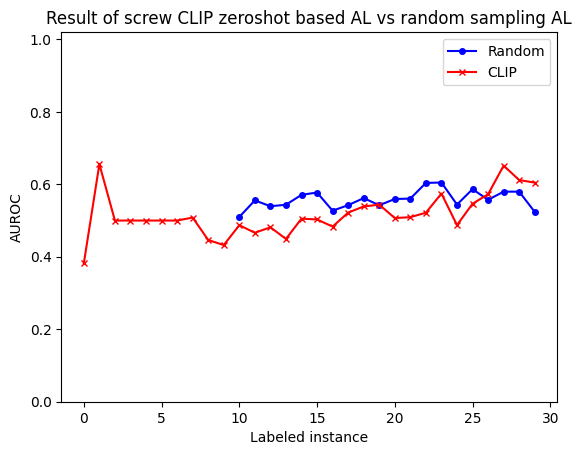 Result of screw CLIP zeroshot based AL vs random sampling AL
Random
CLIP
1.0
0.8
0.6
0.4
0.2
0.0
AUROC
0 5 10 15 20 25 30
Labeled instance